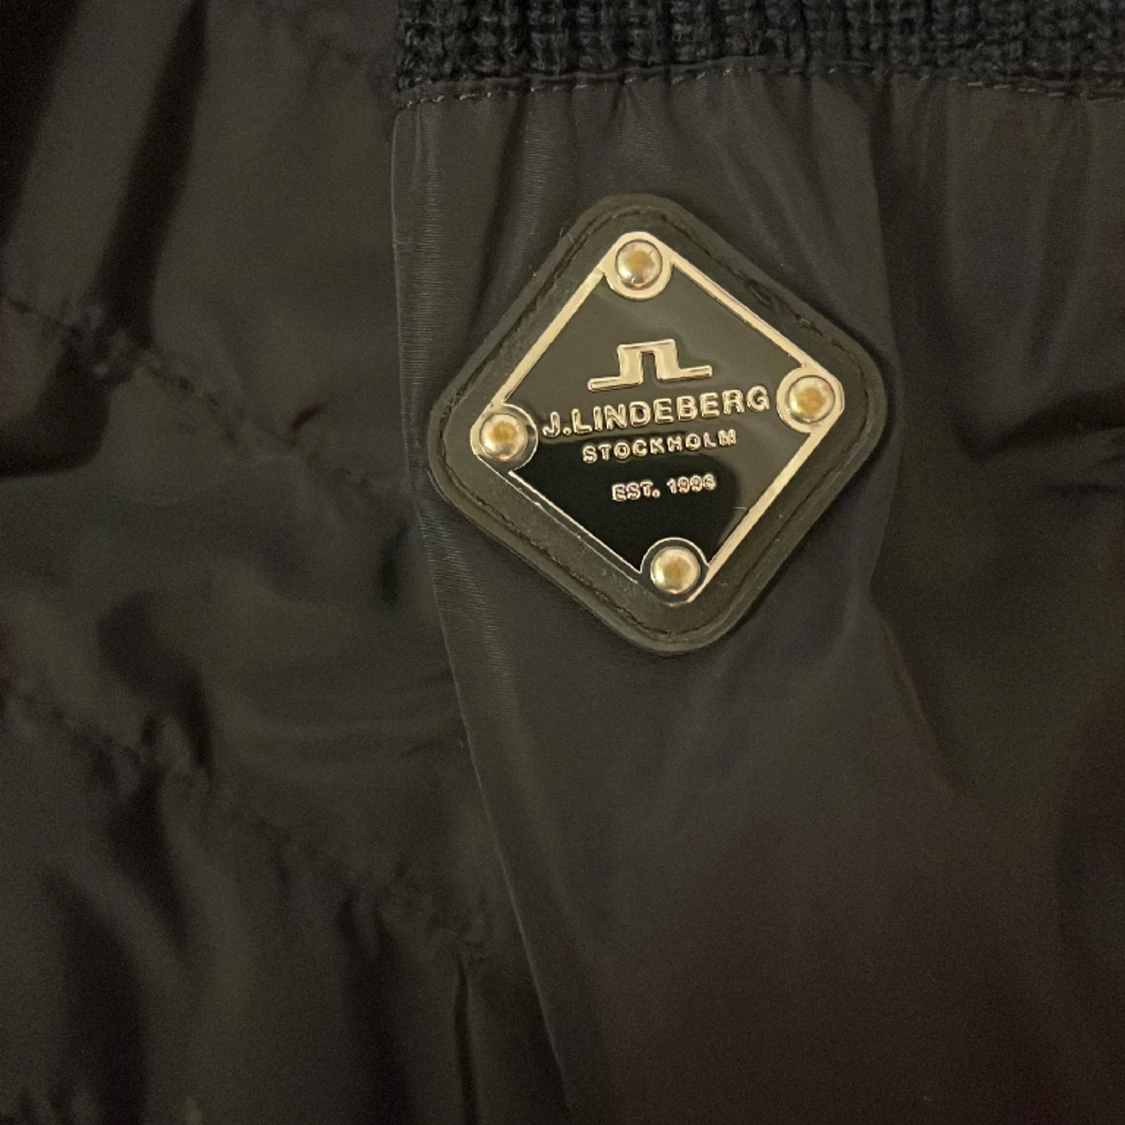 J.LINDEBERG
STOCKHOLM
EST. 1996